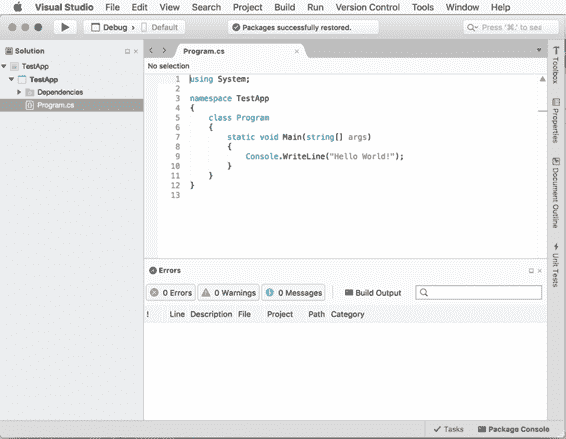 Visual Studio File Edit View Search Project Build Run Version Control Tools Window Help
Debug Default Packages successfully restored. Press '⌘.' to see
Solution
TestApp
TestApp
Dependencies
Program.cs
Program.cs
No selection
1 using System;
2
3 namespace TestApp
4 {
5 class Program
6 {
7 static void Main(string[] args)
8 {
9 Console.WriteLine("Hello World!");
10 }
11 }
12 }
13
Toolbox
Properties
Document Outline
Unit Tests
Errors
0 Errors 0 Warnings 0 Messages Build Output
! Line Description File Project Path Category
Tasks Package Console